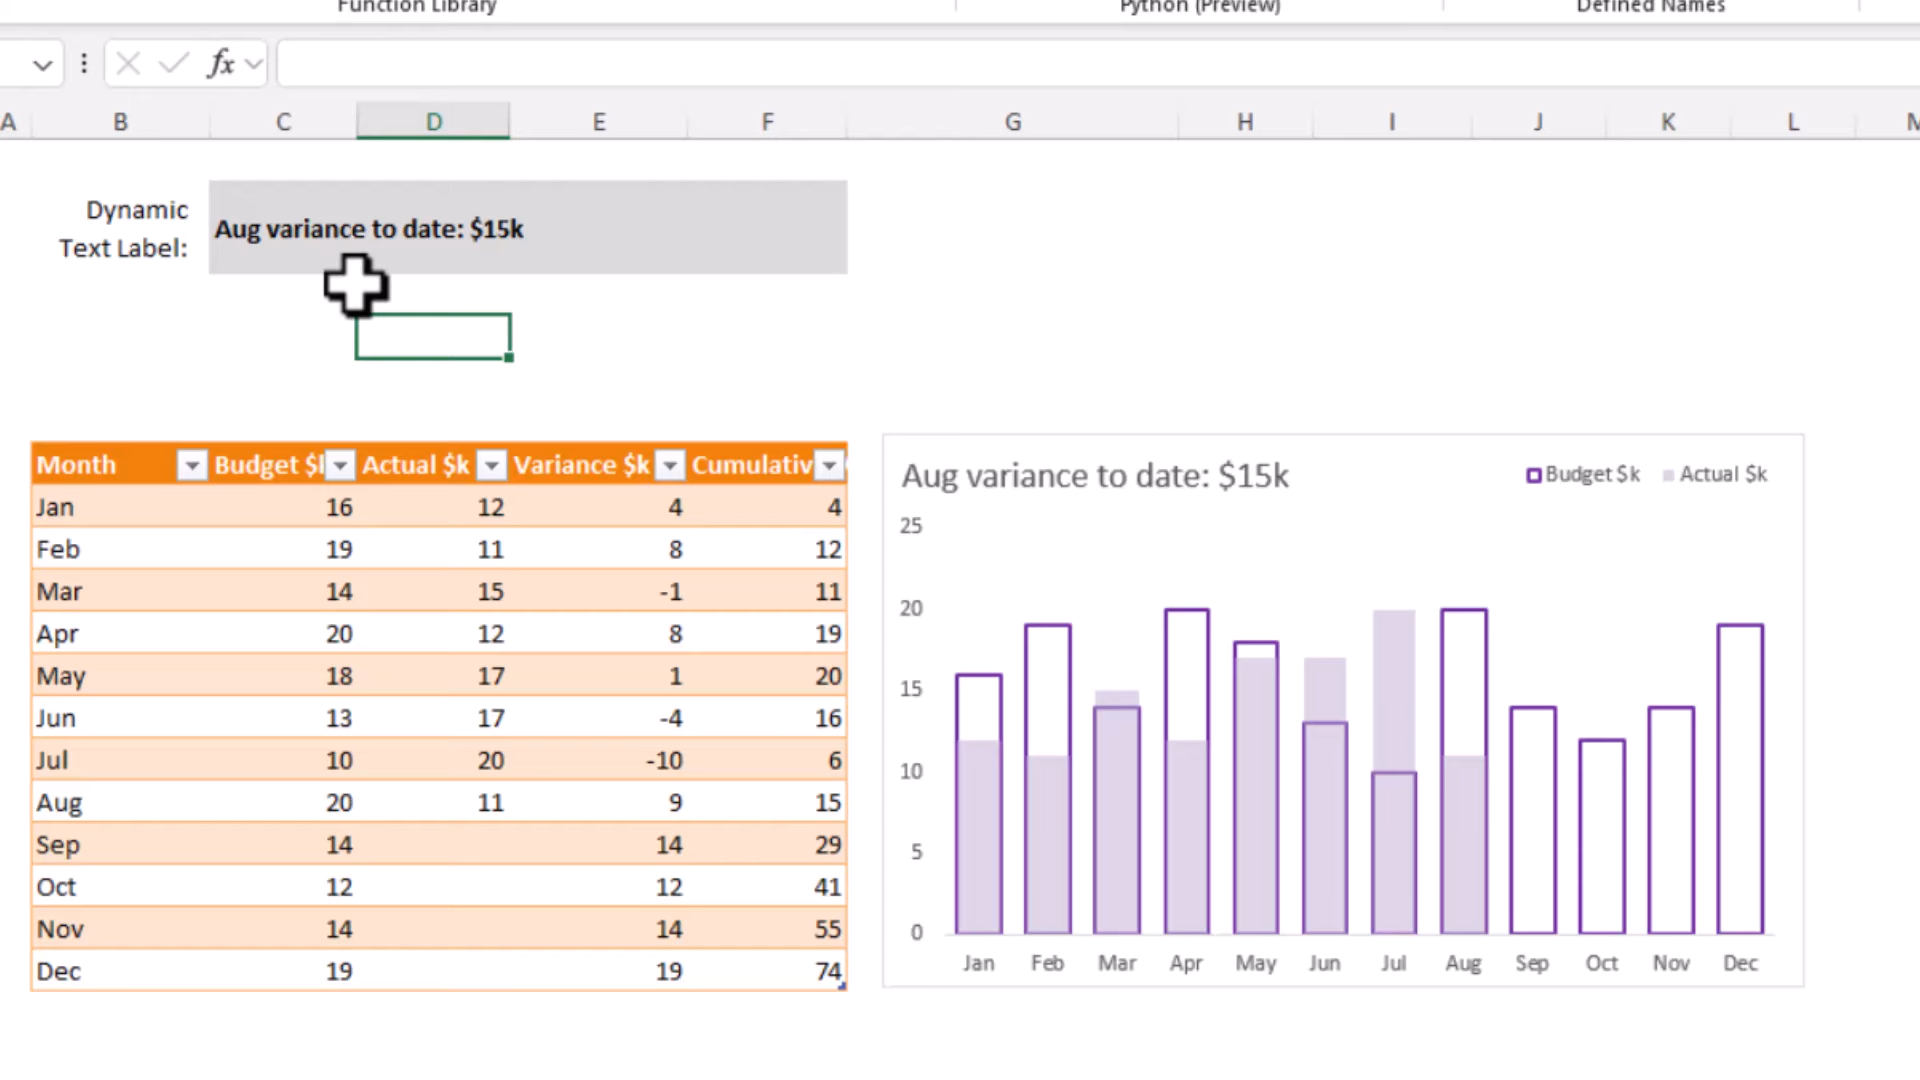 Function Library
Python (Preview)
Defined Names
fx
A B C D E F G H I J K L
Dynamic
Text Label:
Aug variance to date: $15k
Month Budget $ Actual $k Variance $k Cumulativ
Jan 16 12 4 4
Feb 19 11 8 12
Mar 14 15 -1 11
Apr 20 12 8 19
May 18 17 1 20
Jun 13 17 -4 16
Jul 10 20 -10 6
Aug 20 11 9 15
Sep 14 14 29
Oct 12 12 41
Nov 14 14 55
Dec 19 19 74
Aug variance to date: $15k
Budget $k Actual $k
25
20
15
10
5
0
Jan Feb Mar Apr May Jun Jul Aug Sep Oct Nov Dec